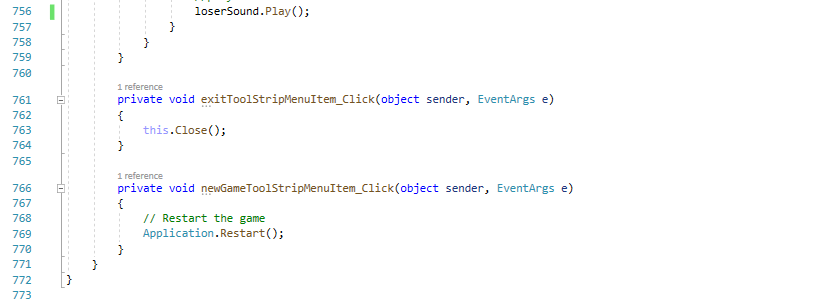 756 loserSound.Play();
757 }
758 }
759 }
760
1 reference
761 private void exitToolStripMenuItem_Click(object sender, EventArgs e)
762 {
763 this.Close();
764 }
765
1 reference
766 private void newGameToolStripMenuItem_Click(object sender, EventArgs e)
767 {
768 // Restart the game
769 Application.Restart();
770 }
771 }
772 }
773